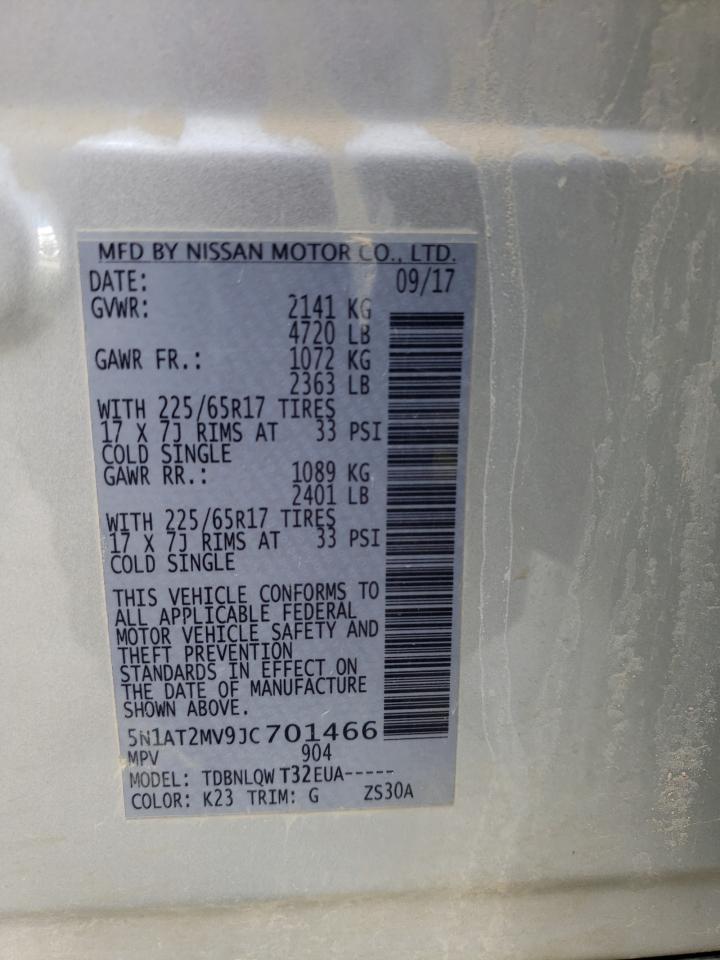 MFD BY NISSAN MOTOR CO., LTD.
DATE: 09/17
GVWR: 2141 KG
4720 LB
GAWR FR.: 1072 KG
2363 LB
WITH 225/65R17 TIRES
17 X 7J RIMS AT 33 PSI
COLD SINGLE
GAWR RR.: 1089 KG
2401 LB
WITH 225/65R17 TIRES
17 X 7J RIMS AT 33 PSI
COLD SINGLE
THIS VEHICLE CONFORMS TO
ALL APPLICABLE FEDERAL
MOTOR VEHICLE SAFETY AND
THEFT PREVENTION
STANDARDS IN EFFECT ON
THE DATE OF MANUFACTURE
SHOWN ABOVE.
5N1AT2MV9JC701466
MPV 904
MODEL: TDBNLQW T32EUA-----
COLOR: K23 TRIM: G ZS30A